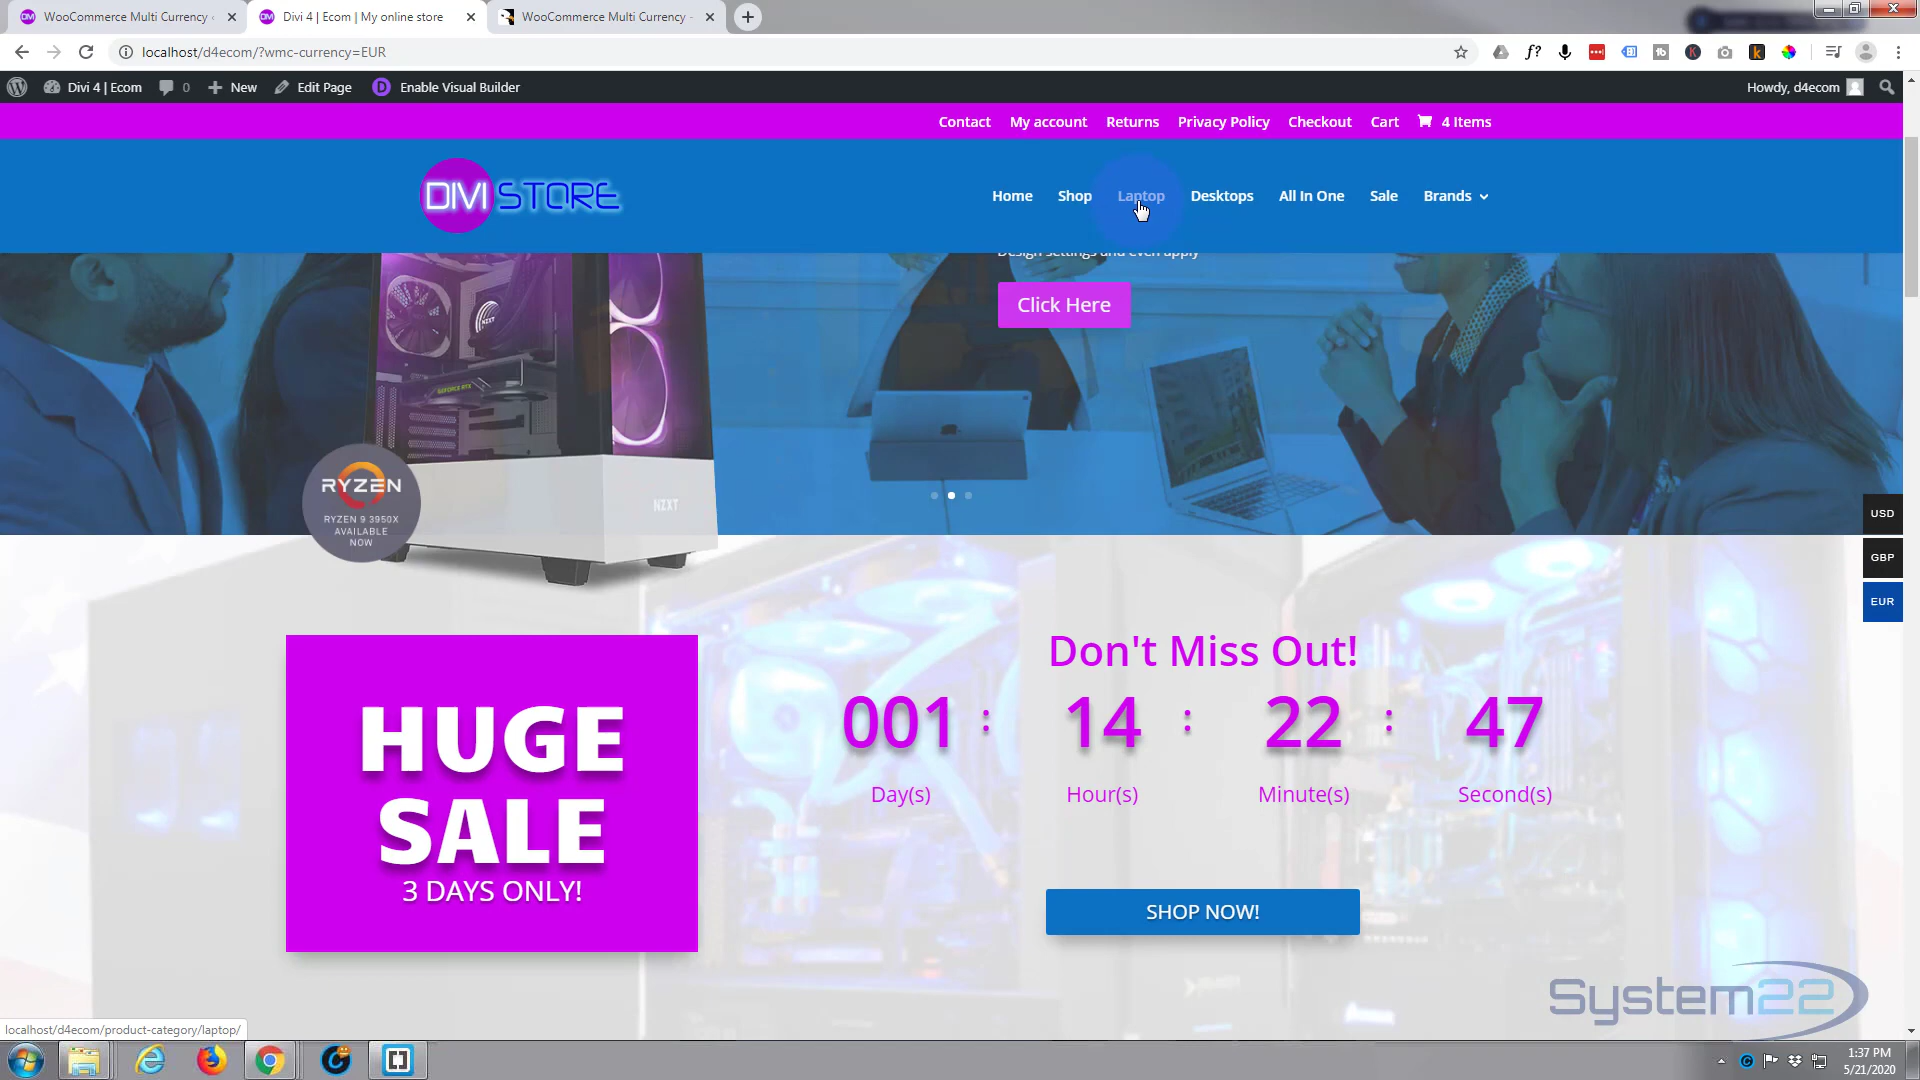 WooCommerce Multi Currency
Divi 4 | Ecom | My online store
WooCommerce Multi Currency -
localhost/d4ecom/?wmc-currency=EUR
Divi 4 | Ecom
0
New
Edit Page
Enable Visual Builder
Howdy, d4ecom
Contact
My account
Returns
Privacy Policy
Checkout
Cart
4 Items
DIVI STORE
Home
Shop
Laptop
Desktops
All In One
Sale
Brands
Design settings and even apply
Click Here
NZXT
GEFORCE RTX
NZXT
RYZEN
RYZEN 9 3950X
AVAILABLE
NOW
USD
GBP
EUR
HUGE
SALE
3 DAYS ONLY!
Don't Miss Out!
001 : 14 : 22 : 47
Day(s) Hour(s) Minute(s) Second(s)
SHOP NOW!
System22
localhost/d4ecom/product-category/laptop/
1:37 PM
5/21/2020